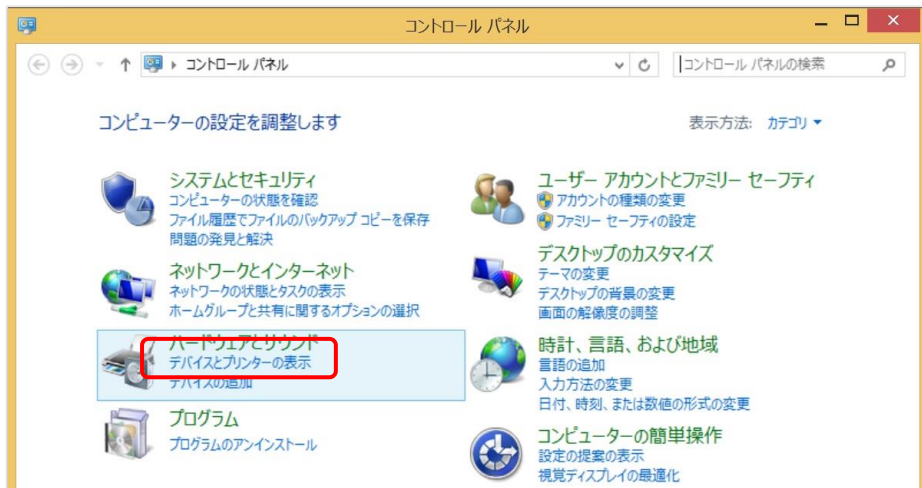 コントロール パネル
コントロール パネル
コントロール パネルの検索
コンピューターの設定を調整します
表示方法: カテゴリ
システムとセキュリティ
コンピューターの状態を確認
ファイル履歴でファイルのバックアップ コピーを保存
問題の発見と解決
ネットワークとインターネット
ネットワークの状態とタスクの表示
ホームグループと共有に関するオプションの選択
ハードウェアとサウンド
デバイスとプリンターの表示
デバイスの追加
プログラム
プログラムのアンインストール
ユーザー アカウントとファミリー セーフティ
アカウントの種類の変更
ファミリー セーフティの設定
デスクトップのカスタマイズ
テーマの変更
デスクトップの背景の変更
画面の解像度の調整
時計、言語、および地域
言語の追加
入力方法の変更
日付、時刻、または数値の形式の変更
コンピューターの簡単操作
設定の提案の表示
視覚ディスプレイの最適化